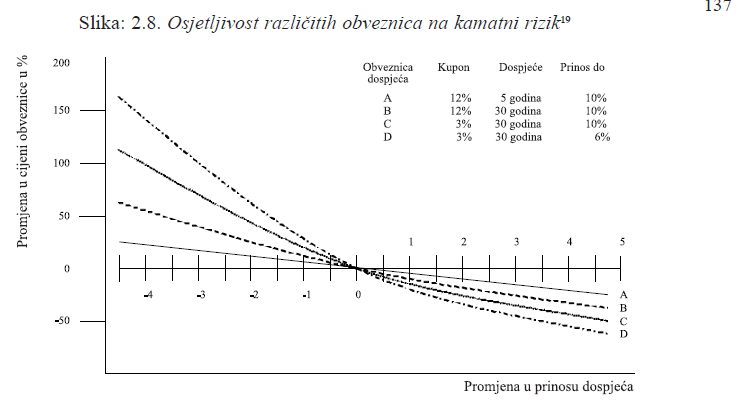 137
Slika: 2.8. Osjetljivost različitih obveznica na kamatni rizik¹⁹
Promjena u cijeni obveznice u %
200
150
100
50
0
-50
Obveznica dospjeća Kupon Dospjeće Prinos do
A 12% 5 godina 10%
B 12% 30 godina 10%
C 3% 30 godina 10%
D 3% 30 godina 6%
1 2 3 4 5
-4 -3 -2 -1 0
A
B
C
D
Promjena u prinosu dospjeća